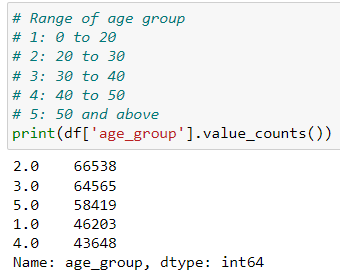 # Range of age group
# 1: 0 to 20
# 2: 20 to 30
# 3: 30 to 40
# 4: 40 to 50
# 5: 50 and above
print(df['age_group'].value_counts())
2.0    66538
3.0    64565
5.0    58419
1.0    46203
4.0    43648
Name: age_group, dtype: int64